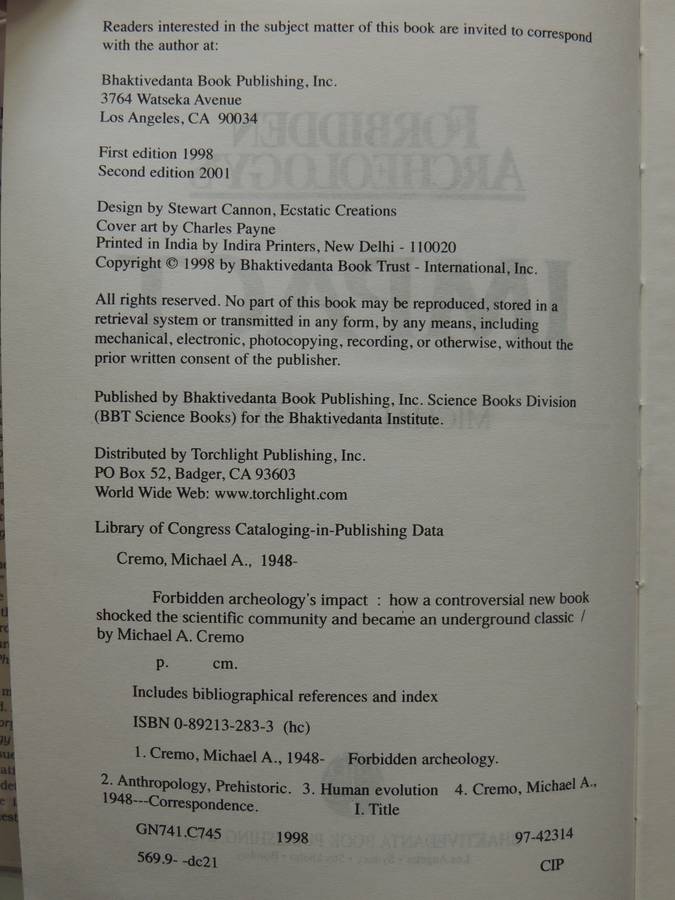 Readers interested in the subject matter of this book are invited to correspond
with the author at:
Bhaktivedanta Book Publishing, Inc.
3764 Watseka Avenue
Los Angeles, CA 90034
First edition 1998
Second edition 2001
Design by Stewart Cannon, Ecstatic Creations
Cover art by Charles Payne
Printed in India by Indira Printers, New Delhi - 110020
Copyright © 1998 by Bhaktivedanta Book Trust - International, Inc.
All rights reserved. No part of this book may be reproduced, stored in a
retrieval system or transmitted in any form, by any means, including
mechanical, electronic, photocopying, recording, or otherwise, without the
prior written consent of the publisher.
Published by Bhaktivedanta Book Publishing, Inc. Science Books Division
(BBT Science Books) for the Bhaktivedanta Institute.
Distributed by Torchlight Publishing, Inc.
PO Box 52, Badger, CA 93603
World Wide Web: www.torchlight.com
Library of Congress Cataloging-in-Publishing Data
Cremo, Michael A., 1948-
Forbidden archeology's impact : how a controversial new book
shocked the scientific community and became an underground classic /
by Michael A. Cremo
p. cm.
Includes bibliographical references and index
ISBN 0-89213-283-3 (hc)
1. Cremo, Michael A., 1948- Forbidden archeology.
2. Anthropology, Prehistoric. 3. Human evolution 4. Cremo, Michael A.,
1948---Correspondence. I. Title
GN741.C745 1998 97-42314
569.9- -dc21 CIP